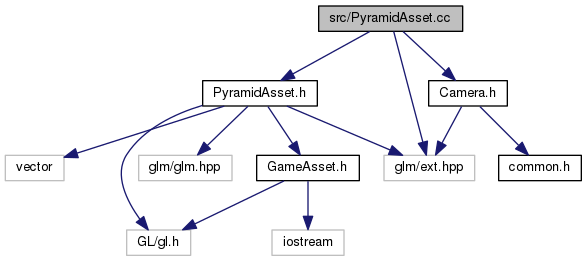 src/PyramidAsset.cc
PyramidAsset.h
Camera.h
vector
glm/glm.hpp
GameAsset.h
glm/ext.hpp
common.h
GL/gl.h
iostream